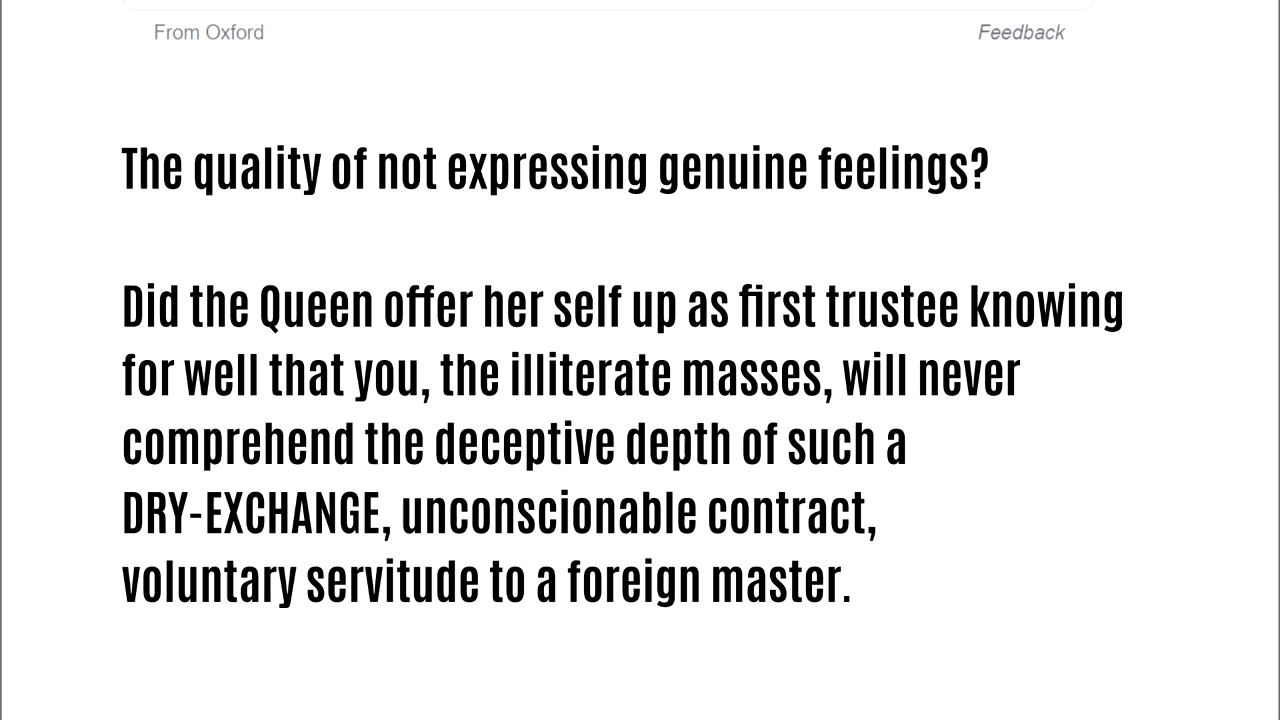 From Oxford
Feedback
The quality of not expressing genuine feelings?
Did the Queen offer her self up as first trustee knowing
for well that you, the illiterate masses, will never
comprehend the deceptive depth of such a
DRY-EXCHANGE, unconscionable contract,
voluntary servitude to a foreign master.